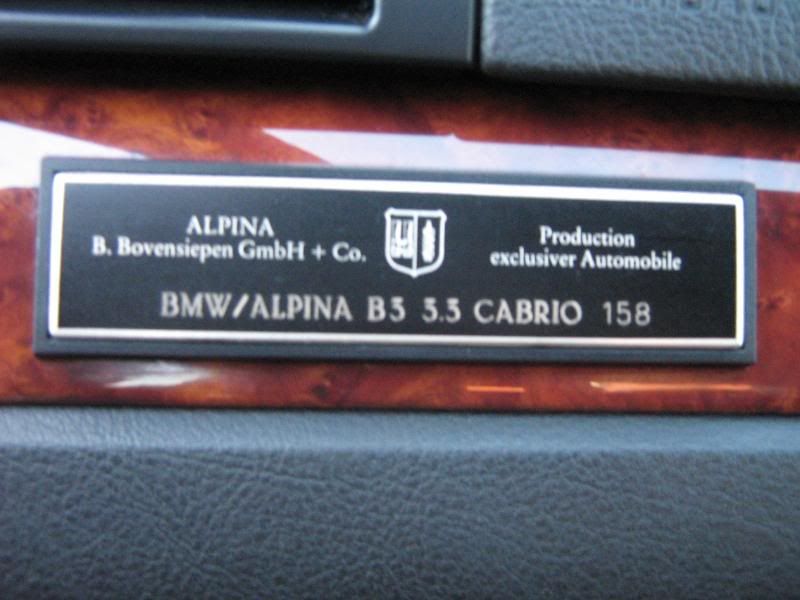 ALPINA
B. Bovensiepen GmbH + Co.
Production
exclusiver Automobile
BMW/ALPINA B3 3.3 CABRIO 158